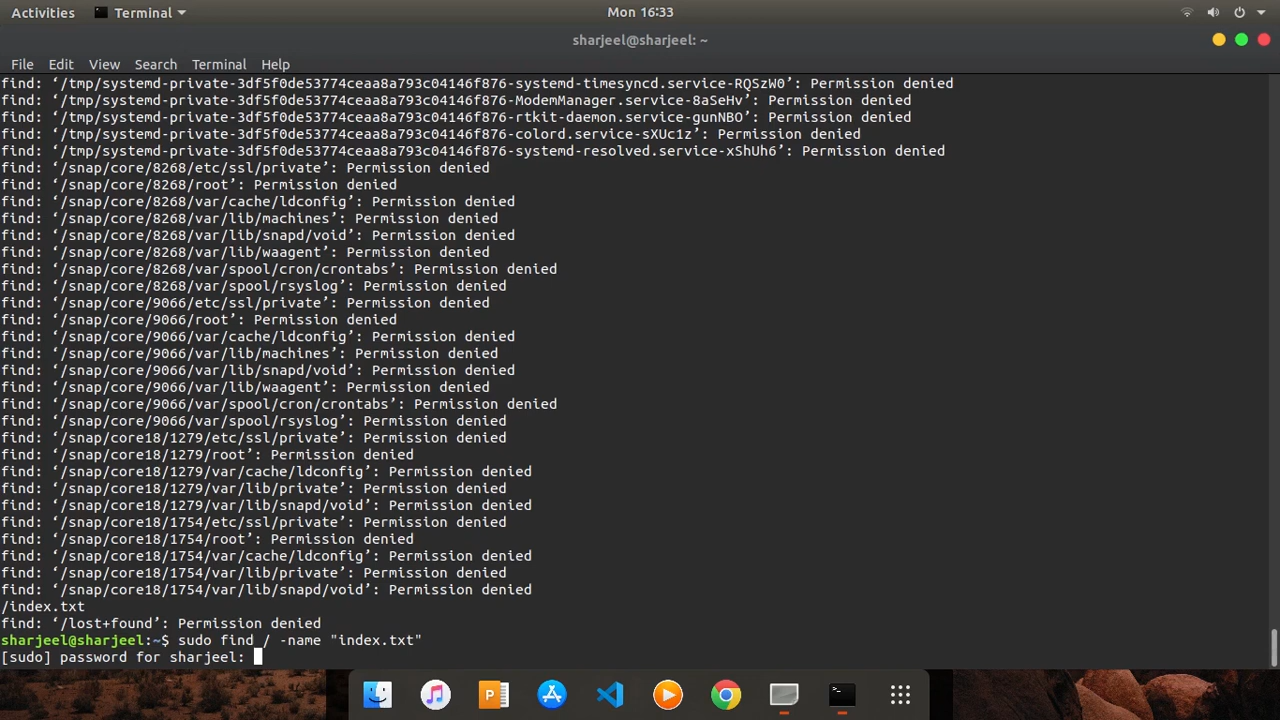 Activities Terminal Mon 16:33
sharjeel@sharjeel: ~
File Edit View Search Terminal Help
find: ‘/tmp/systemd-private-3df5f0de53774ceaa8a793c04146f876-systemd-timesyncd.service-RQSzW0’: Permission denied
find: ‘/tmp/systemd-private-3df5f0de53774ceaa8a793c04146f876-ModemManager.service-8aSeHv’: Permission denied
find: ‘/tmp/systemd-private-3df5f0de53774ceaa8a793c04146f876-rtkit-daemon.service-gunNBO’: Permission denied
find: ‘/tmp/systemd-private-3df5f0de53774ceaa8a793c04146f876-colord.service-sXUc1z’: Permission denied
find: ‘/tmp/systemd-private-3df5f0de53774ceaa8a793c04146f876-systemd-resolved.service-xShUh6’: Permission denied
find: ‘/snap/core/8268/etc/ssl/private’: Permission denied
find: ‘/snap/core/8268/root’: Permission denied
find: ‘/snap/core/8268/var/cache/ldconfig’: Permission denied
find: ‘/snap/core/8268/var/lib/machines’: Permission denied
find: ‘/snap/core/8268/var/lib/snapd/void’: Permission denied
find: ‘/snap/core/8268/var/lib/waagent’: Permission denied
find: ‘/snap/core/8268/var/spool/cron/crontabs’: Permission denied
find: ‘/snap/core/8268/var/spool/rsyslog’: Permission denied
find: ‘/snap/core/9066/etc/ssl/private’: Permission denied
find: ‘/snap/core/9066/root’: Permission denied
find: ‘/snap/core/9066/var/cache/ldconfig’: Permission denied
find: ‘/snap/core/9066/var/lib/machines’: Permission denied
find: ‘/snap/core/9066/var/lib/snapd/void’: Permission denied
find: ‘/snap/core/9066/var/lib/waagent’: Permission denied
find: ‘/snap/core/9066/var/spool/cron/crontabs’: Permission denied
find: ‘/snap/core/9066/var/spool/rsyslog’: Permission denied
find: ‘/snap/core18/1279/etc/ssl/private’: Permission denied
find: ‘/snap/core18/1279/root’: Permission denied
find: ‘/snap/core18/1279/var/cache/ldconfig’: Permission denied
find: ‘/snap/core18/1279/var/lib/private’: Permission denied
find: ‘/snap/core18/1279/var/lib/snapd/void’: Permission denied
find: ‘/snap/core18/1754/etc/ssl/private’: Permission denied
find: ‘/snap/core18/1754/root’: Permission denied
find: ‘/snap/core18/1754/var/cache/ldconfig’: Permission denied
find: ‘/snap/core18/1754/var/lib/private’: Permission denied
find: ‘/snap/core18/1754/var/lib/snapd/void’: Permission denied
/index.txt
find: ‘/lost+found’: Permission denied
sharjeel@sharjeel:~$ sudo find / -name "index.txt"
[sudo] password for sharjeel: